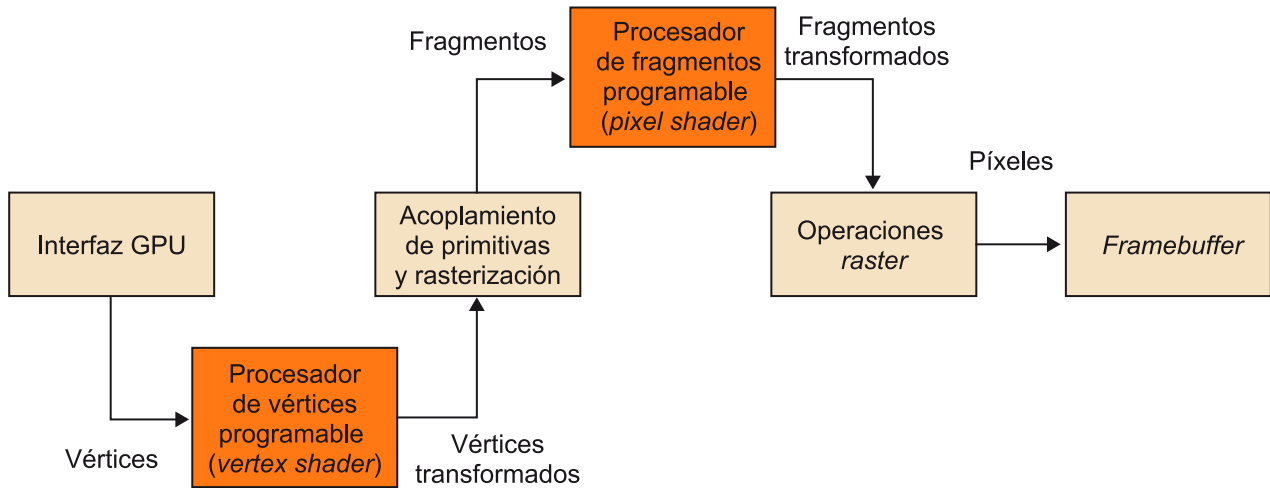 Interfaz GPU
Vértices
Procesador
de vértices
programable
(vertex shader)
Vértices
transformados
Acoplamiento
de primitivas
y rasterización
Fragmentos
Procesador
de fragmentos
programable
(pixel shader)
Fragmentos
transformados
Operaciones
raster
Píxeles
Framebuffer